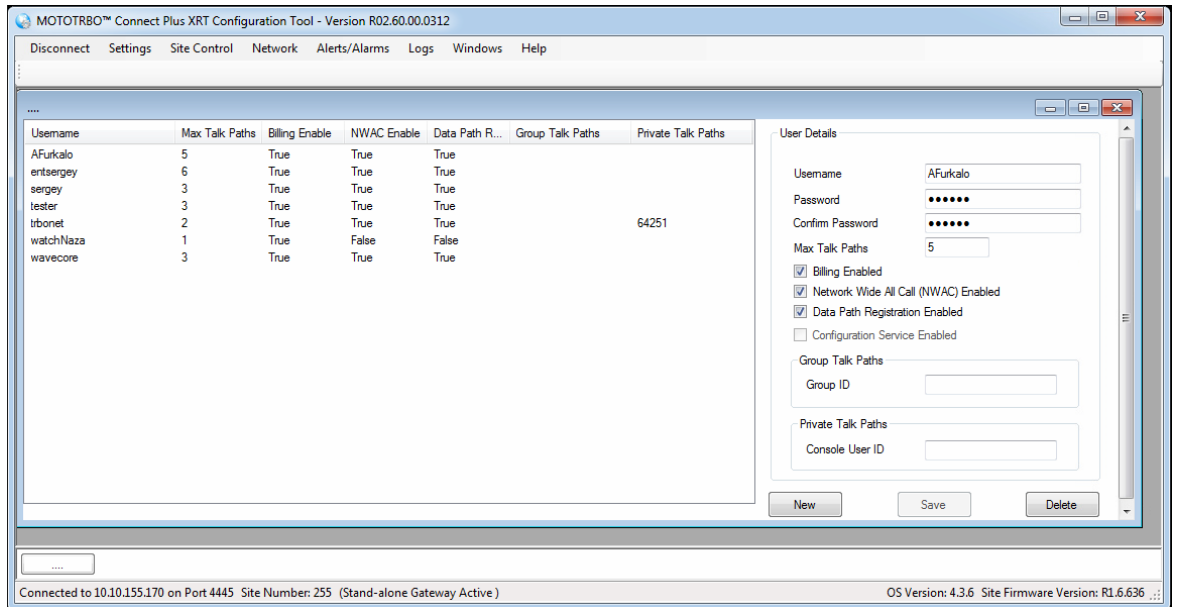 MOTOTRBO™ Connect Plus XRT Configuration Tool - Version R02.60.00.0312
Disconnect Settings Site Control Network Alerts/Alarms Logs Windows Help
....
Username Max Talk Paths Billing Enable NWAC Enable Data Path R... Group Talk Paths Private Talk Paths
AFurkalo 5 True True True
entsergey 6 True True True
sergey 3 True True True
tester 3 True True True
trbonet 2 True True True 64251
watchNaza 1 True False False
wavecore 3 True True True
User Details
Username AFurkalo
Password ••••••
Confirm Password ••••••
Max Talk Paths 5
Billing Enabled
Network Wide All Call (NWAC) Enabled
Data Path Registration Enabled
Configuration Service Enabled
Group Talk Paths
Group ID
Private Talk Paths
Console User ID
New Save Delete
....
Connected to 10.10.155.170 on Port 4445 Site Number: 255 (Stand-alone Gateway Active ) OS Version: 4.3.6 Site Firmware Version: R1.6.636